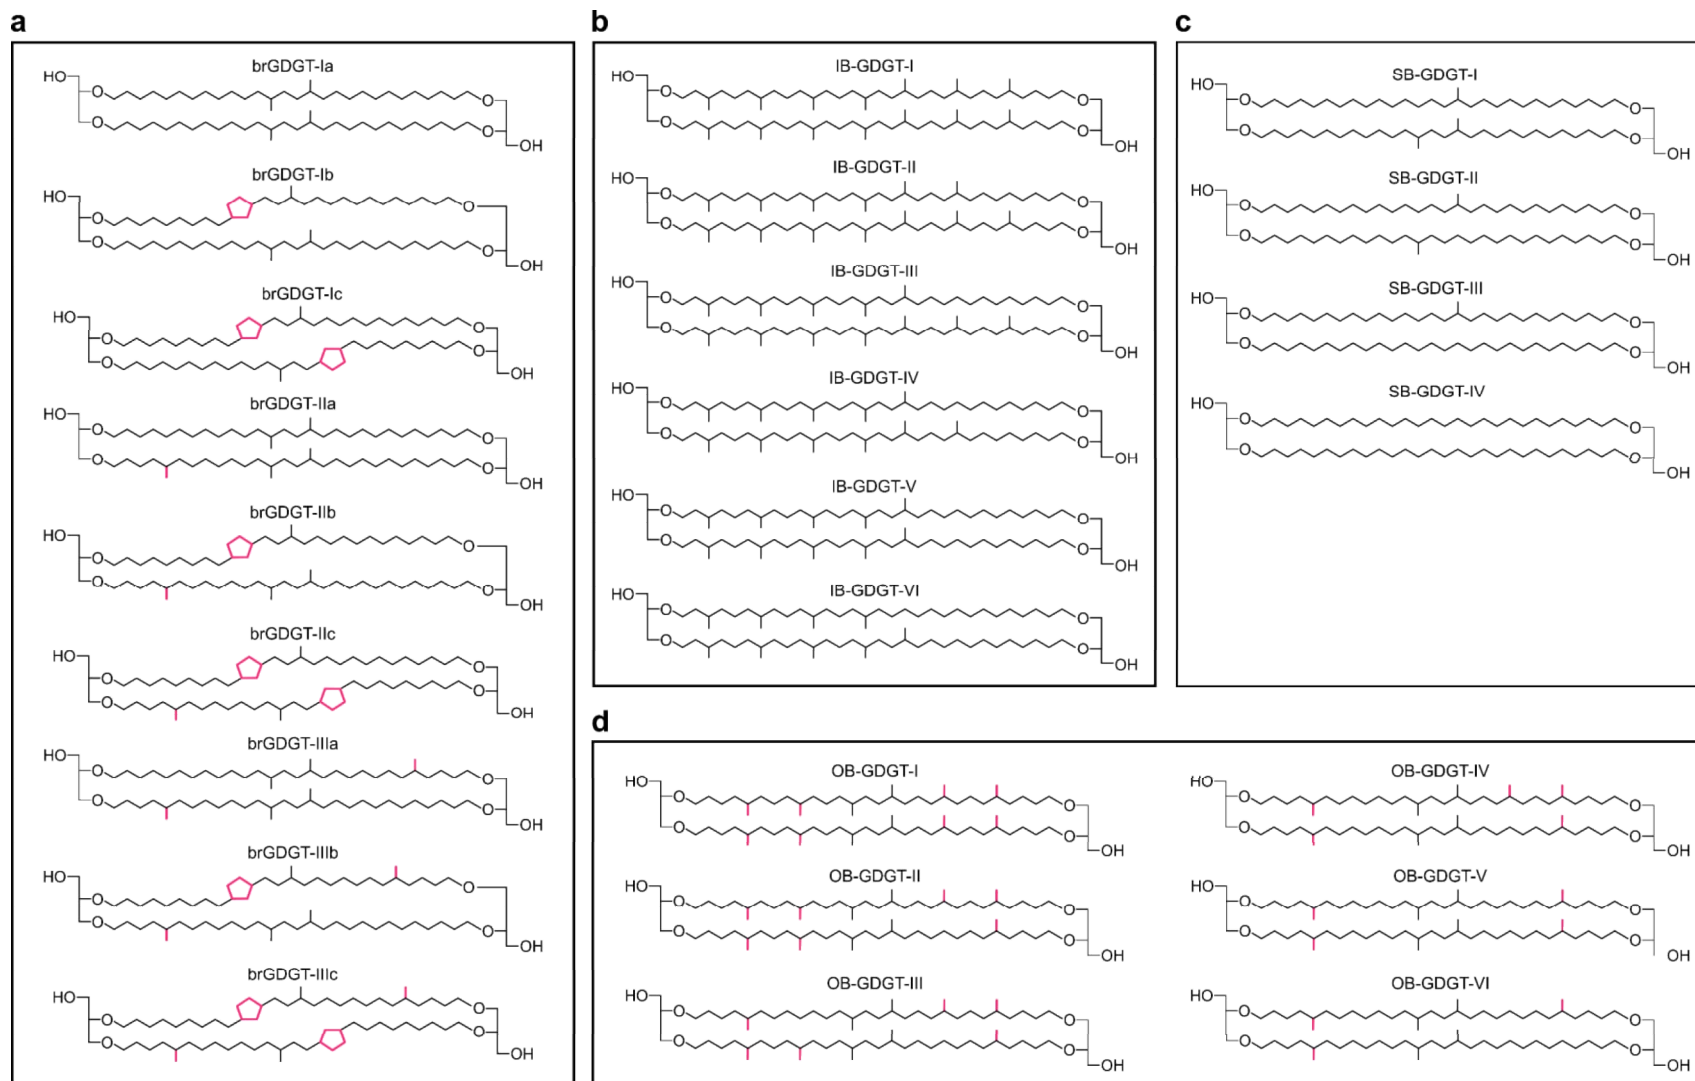 a
brGDGT-Ia
HO
O
O
O
O
OH
brGDGT-Ib
HO
O
O
O
O
OH
brGDGT-Ic
HO
O
O
O
O
OH
brGDGT-IIa
HO
O
O
O
O
OH
brGDGT-IIb
HO
O
O
O
O
OH
brGDGT-IIc
HO
O
O
O
O
OH
brGDGT-IIIa
HO
O
O
O
O
OH
brGDGT-IIIb
HO
O
O
O
O
OH
brGDGT-IIIc
HO
O
O
O
O
OH
b
IB-GDGT-I
HO
O
O
O
O
OH
IB-GDGT-II
HO
O
O
O
O
OH
IB-GDGT-III
HO
O
O
O
O
OH
IB-GDGT-IV
HO
O
O
O
O
OH
IB-GDGT-V
HO
O
O
O
O
OH
IB-GDGT-VI
HO
O
O
O
O
OH
c
SB-GDGT-I
HO
O
O
O
O
OH
SB-GDGT-II
HO
O
O
O
O
OH
SB-GDGT-III
HO
O
O
O
O
OH
SB-GDGT-IV
HO
O
O
O
O
OH
d
OB-GDGT-I
HO
O
O
O
O
OH
OB-GDGT-II
HO
O
O
O
O
OH
OB-GDGT-III
HO
O
O
O
O
OH
OB-GDGT-IV
HO
O
O
O
O
OH
OB-GDGT-V
HO
O
O
O
O
OH
OB-GDGT-VI
HO
O
O
O
O
OH